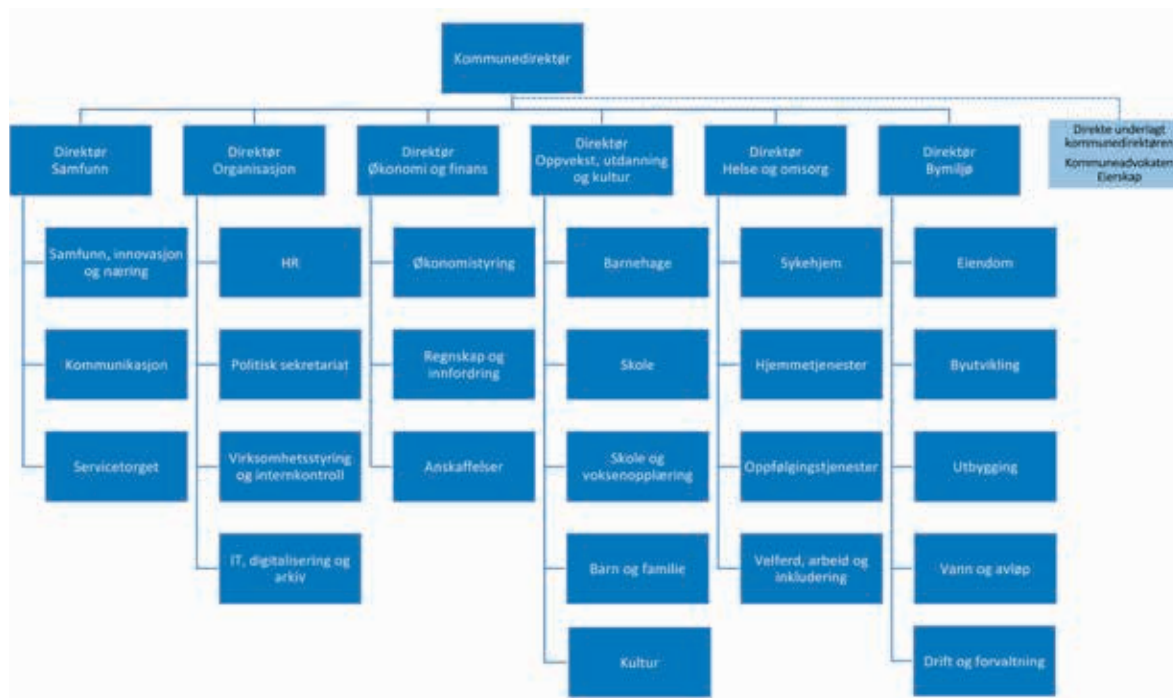 Kommunedirektør
Direktør
Samfunn
Direktør
Organisasjon
Direktør
Økonomi og finans
Direktør
Oppvekst, utdanning
og kultur
Direktør
Helse og omsorg
Direktør
Bymiljø
Direkte underlagt
kommunedirektøren
Kommuneadvokaten
Eierskap
Samfunn, innovasjon
og næring
Kommunikasjon
Servicetorget
HR
Politisk sekretariat
Virksomhetsstyring
og internkontroll
IT, digitalisering og
arkiv
Økonomistyring
Regnskap og
innfordring
Anskaffelser
Barnehage
Skole
Skole og
voksenopplæring
Barn og familie
Kultur
Sykehjem
Hjemmetjenester
Oppfølgingstjenester
Velferd, arbeid og
inkludering
Eiendom
Byutvikling
Utbygging
Vann og avløp
Drift og forvaltning